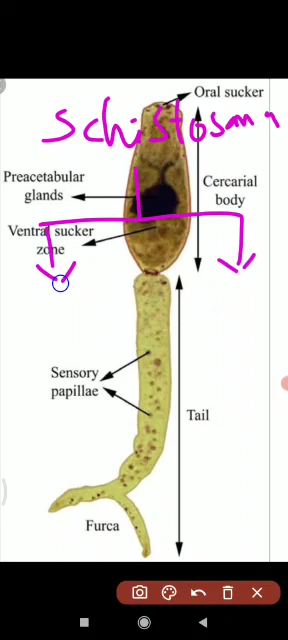 Oral sucker
Schistosoma
Preacetabular
glands
Cercarial
body
Ventral sucker
zone
Sensory
papillae
Tail
Furca